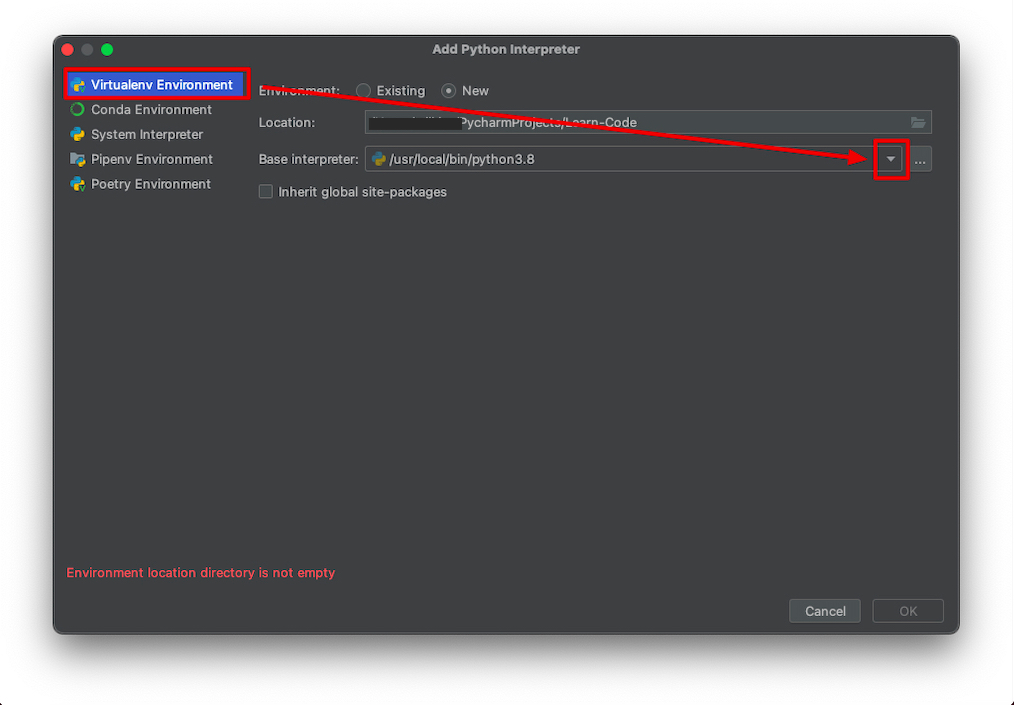 Add Python Interpreter
Virtualenv Environment
Conda Environment
System Interpreter
Pipenv Environment
Poetry Environment
Environment: Existing New
Location: PycharmProjects/Learn-Code
Base interpreter: /usr/local/bin/python3.8 ...
Inherit global site-packages
Environment location directory is not empty
Cancel OK